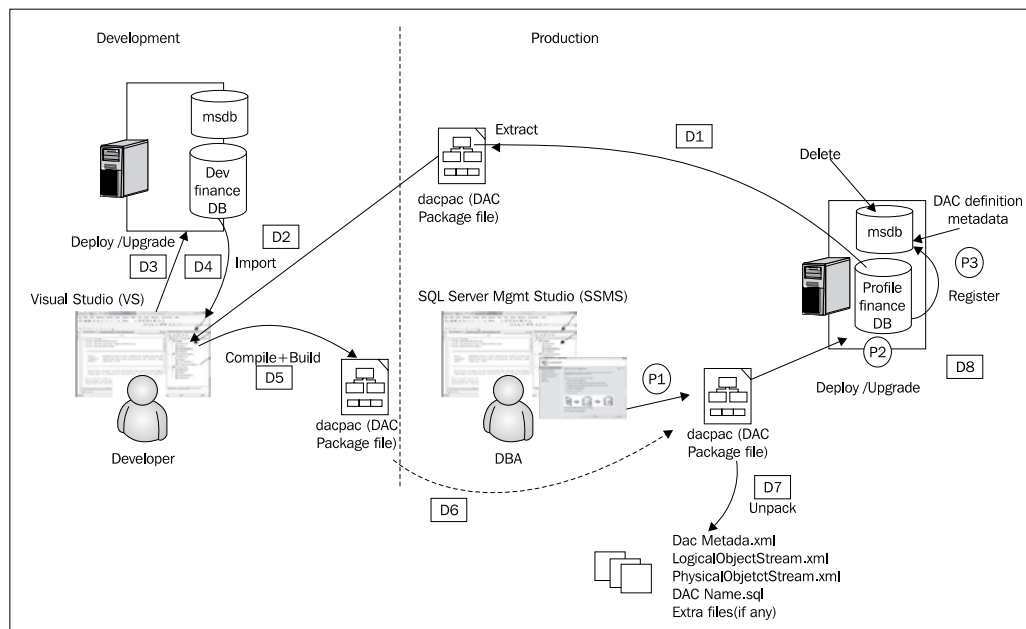 Development
Production
msdb
Dev
finance
DB
Deploy /Upgrade
D3
D4
D2
Import
Extract
D1
dacpac (DAC
Package file)
Delete
DAC definition
metadata
msdb
P3
Register
Profile
finance
DB
P2
Deploy /Upgrade
D8
Visual Studio (VS)
Compile+Build
D5
Developer
dacpac (DAC
Package file)
SQL Server Mgmt Studio (SSMS)
P1
DBA
dacpac (DAC
Package file)
D6
D7
Unpack
Dac Metada.xml
LogicalObjectStream.xml
PhysicalObjetctStream.xml
DAC Name.sql
Extra files(if any)